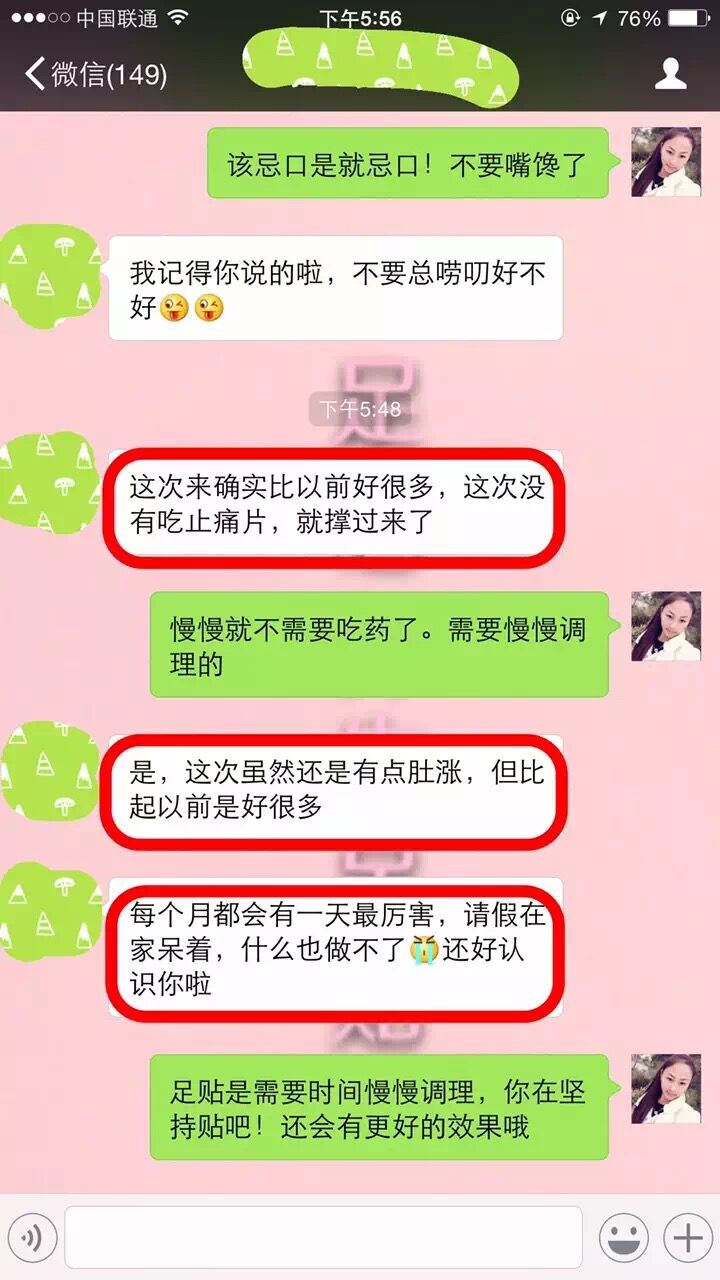 中国联通 下午5:56 76%
微信(149)
该忌口是就忌口！不要嘴馋了
我记得你说的啦，不要总唠叨好不
好
足
下午5:48
这次来确实比以前好很多，这次没
有吃止痛片，就撑过来了
慢慢就不需要吃药了。需要慢慢调
理的
是，这次虽然还是有点肚涨，但比
起以前是好很多
每个月都会有一天最厉害，请假在
家呆着，什么也做不了😭还好认
识你啦
足贴是需要时间慢慢调理，你在坚
持贴吧！还会有更好的效果哦